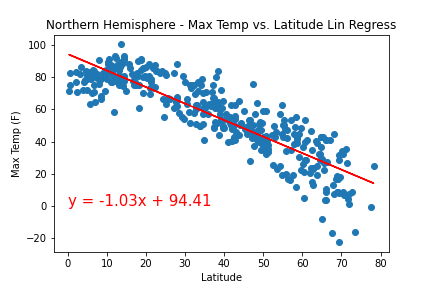 Northern Hemisphere - Max Temp vs. Latitude Lin Regress
100
80
60
40
20
0
−20
Max Temp (F)
y = -1.03x + 94.41
0 10 20 30 40 50 60 70 80
Latitude